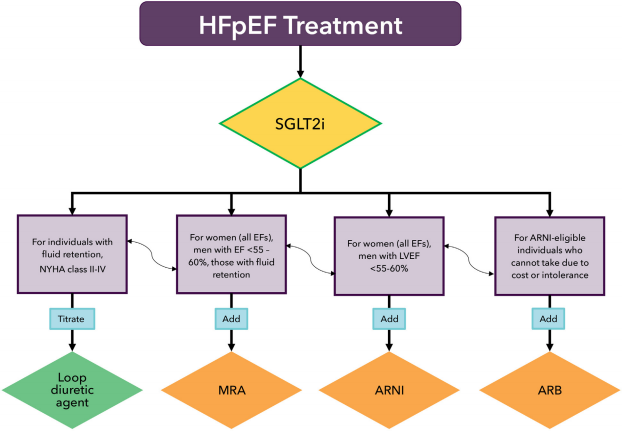 HFpEF Treatment
SGLT2i
For individuals with
fluid retention,
NYHA class II-IV
For women (all EFs),
men with EF <55 –
60%, those with fluid
retention
For women (all EFs),
men with LVEF
<55-60%
For ARNI-eligible
individuals who
cannot take due to
cost or intolerance
Titrate
Add
Add
Add
Loop
diuretic
agent
MRA
ARNI
ARB